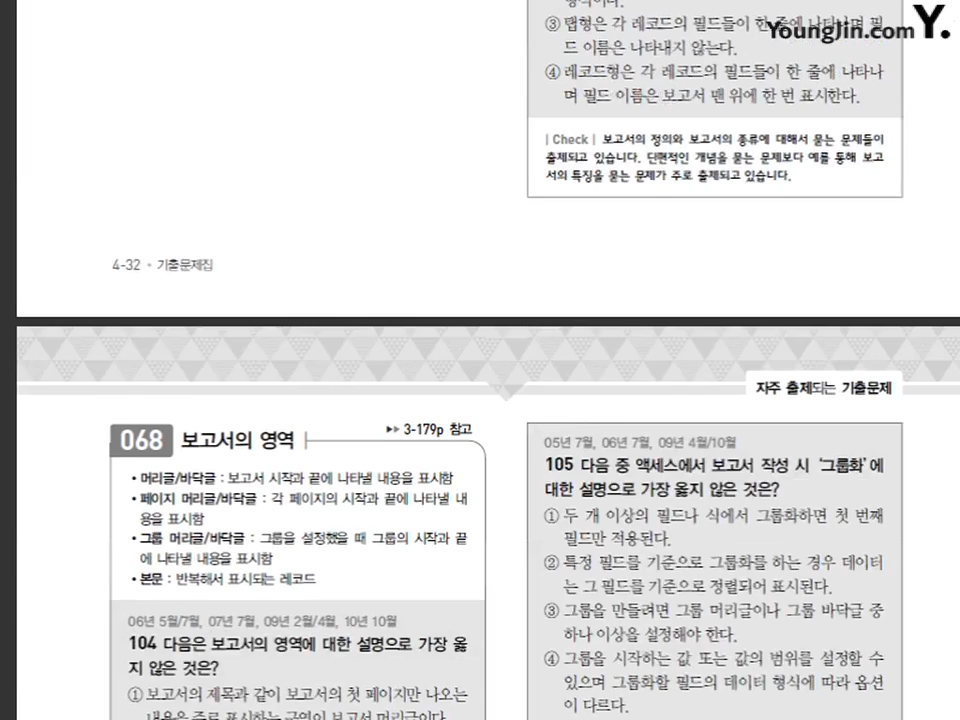 ③ 탭형은 각 레코드의 필드들이 한 줄에 나타나며 필
드 이름은 나타내지 않는다.
④ 레코드형은 각 레코드의 필드들이 한 줄에 나타나
며 필드 이름은 보고서 맨 위에 한 번 표시한다.
| Check | 보고서의 정의와 보고서의 종류에 대해서 묻는 문제들이
출제되고 있습니다. 단편적인 개념을 묻는 문제보다 예를 통해 보고
서의 특징을 묻는 문제가 주로 출제되고 있습니다.
YoungJin.com Y.
4-32 • 기출문제집
자주 출제되는 기출문제
068 보고서의 영역
▶▶ 3-179p 참고
• 머리글/바닥글 : 보고서 시작과 끝에 나타낼 내용을 표시함
• 페이지 머리글/바닥글 : 각 페이지의 시작과 끝에 나타낼 내
용을 표시함
• 그룹 머리글/바닥글 : 그룹을 설정했을 때 그룹의 시작과 끝
에 나타낼 내용을 표시함
• 본문 : 반복해서 표시되는 레코드
06년 5월/7월, 07년 7월, 09년 2월/4월, 10년 10월
104 다음은 보고서의 영역에 대한 설명으로 가장 옳
지 않은 것은?
① 보고서의 제목과 같이 보고서의 첫 페이지만 나오는
내용을 주로 표시하는 구역이 보고서 머리글이다.
05년 7월, 06년 7월, 09년 4월/10월
105 다음 중 액세스에서 보고서 작성 시 ‘그룹화’에
대한 설명으로 가장 옳지 않은 것은?
① 두 개 이상의 필드나 식에서 그룹화하면 첫 번째
필드만 적용된다.
② 특정 필드를 기준으로 그룹화를 하는 경우 데이터
는 그 필드를 기준으로 정렬되어 표시된다.
③ 그룹을 만들려면 그룹 머리글이나 그룹 바닥글 중
하나 이상을 설정해야 한다.
④ 그룹을 시작하는 값 또는 값의 범위를 설정할 수
있으며 그룹화할 필드의 데이터 형식에 따라 옵션
이 다르다.